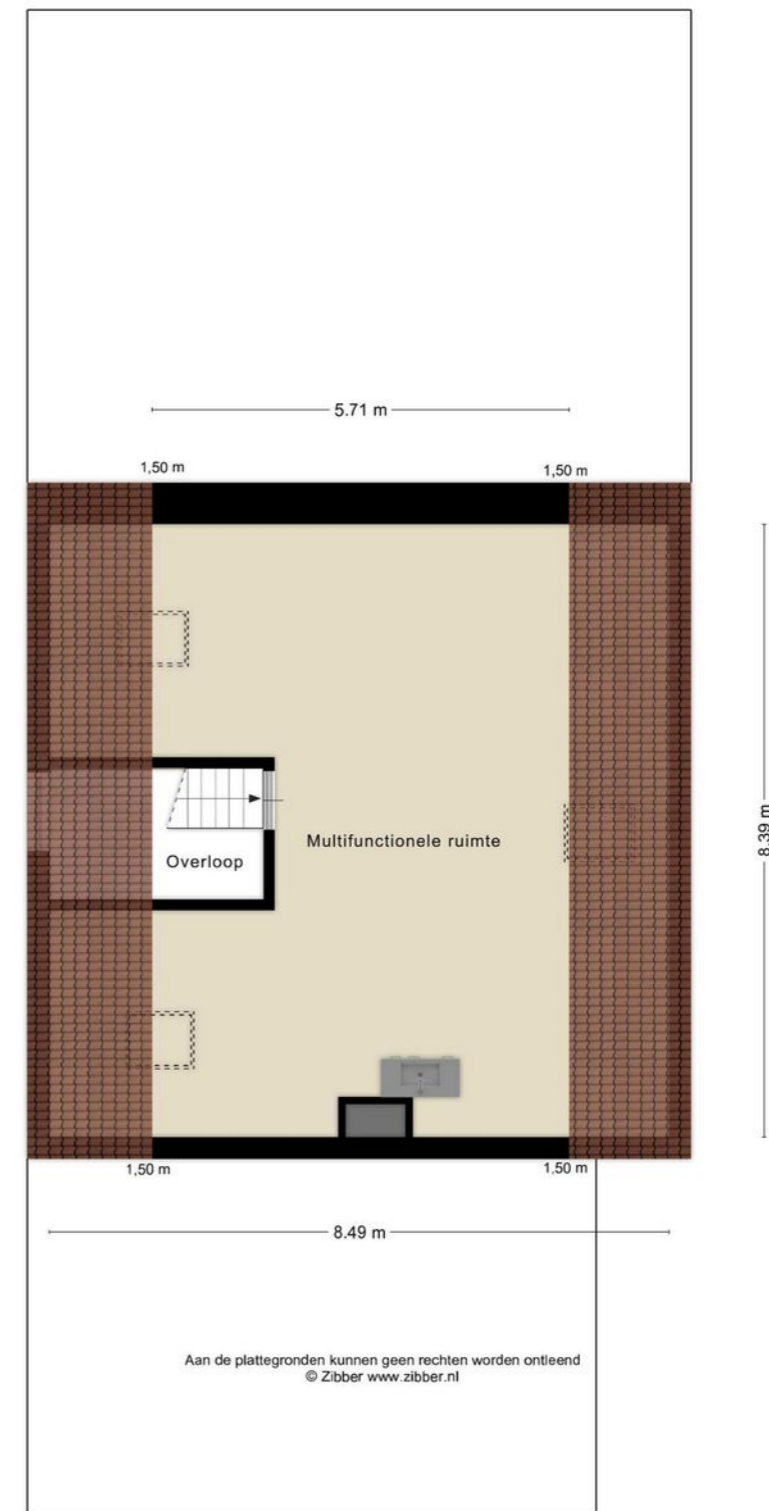 5.71 m
1,50 m
1,50 m
Multifunctionele ruimte
Overloop
8.39 m
1,50 m
1,50 m
8.49 m
Aan de plattegronden kunnen geen rechten worden ontleend
© Zibber www.zibber.nl